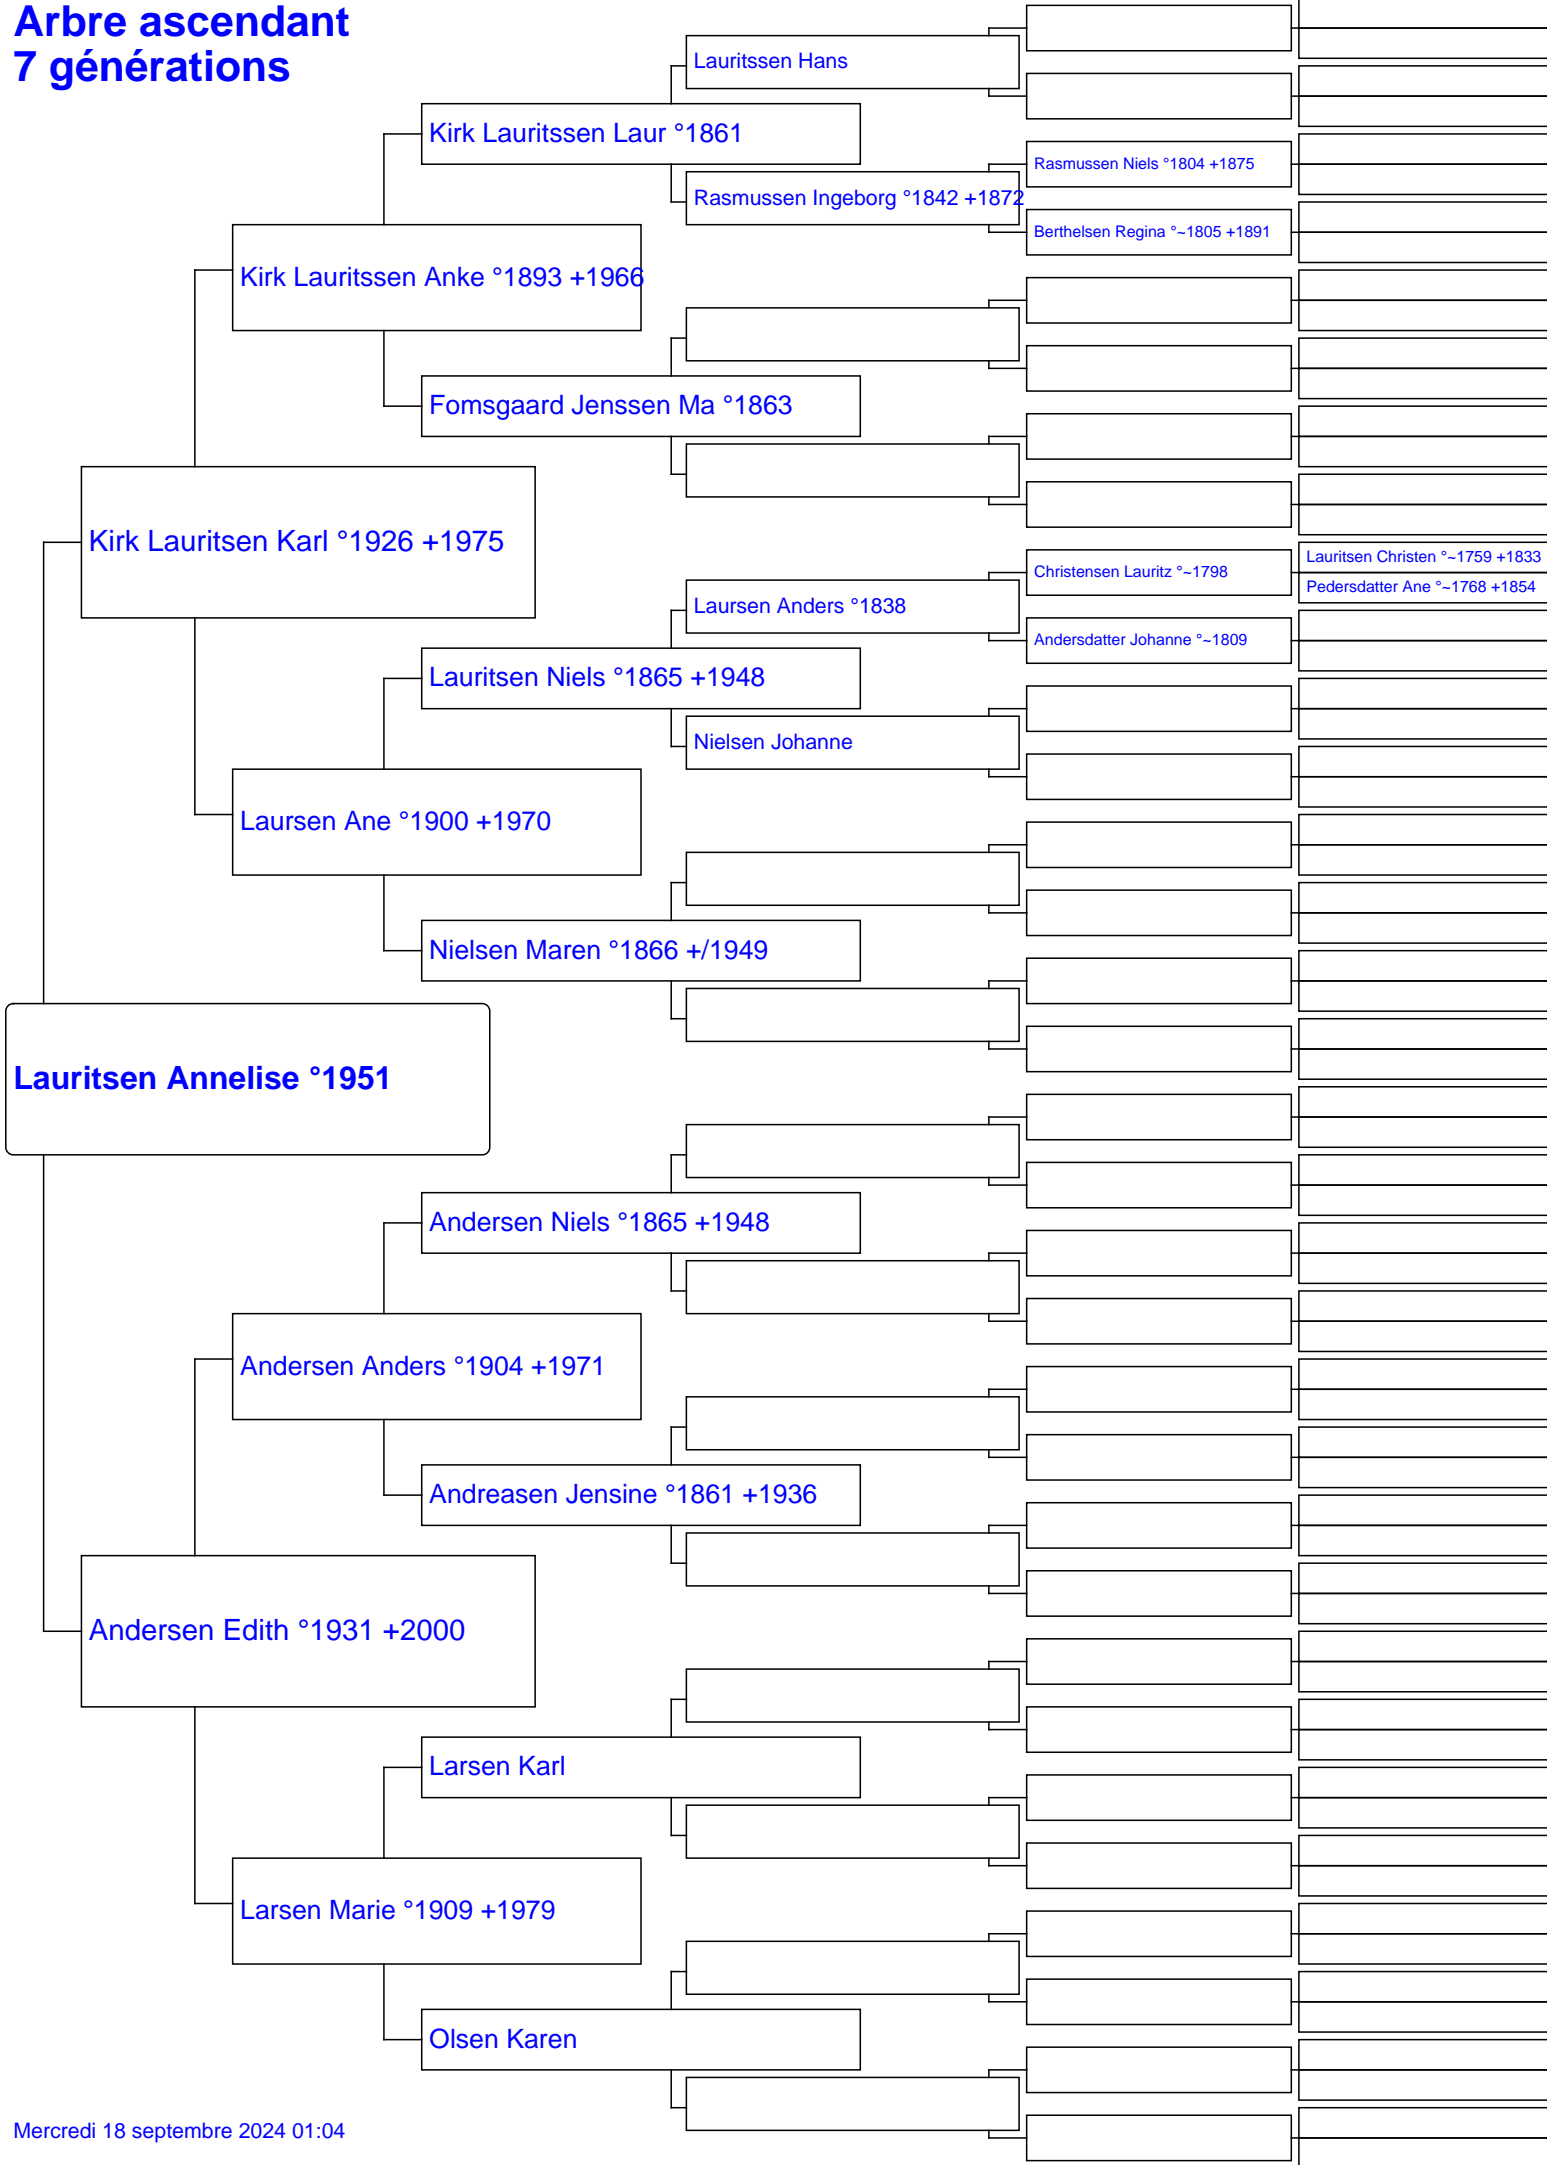 Arbre ascendant
7 générations
Lauritssen Hans
Kirk Lauritssen Laur °1861
Rasmussen Niels °1804 +1875
Rasmussen Ingeborg °1842 +1872
Berthelsen Regina °~1805 +1891
Kirk Lauritssen Anke °1893 +1966
Fomsgaard Jenssen Ma °1863
Kirk Lauritsen Karl °1926 +1975
Lauritsen Christen °~1759 +1833
Christensen Lauritz °~1798
Pedersdatter Ane °~1768 +1854
Laursen Anders °1838
Andersdatter Johanne °~1809
Lauritsen Niels °1865 +1948
Nielsen Johanne
Laursen Ane °1900 +1970
Nielsen Maren °1866 +/1949
Lauritsen Annelise °1951
Andersen Niels °1865 +1948
Andersen Anders °1904 +1971
Andreasen Jensine °1861 +1936
Andersen Edith °1931 +2000
Larsen Karl
Larsen Marie °1909 +1979
Olsen Karen
Mercredi 18 septembre 2024 01:04